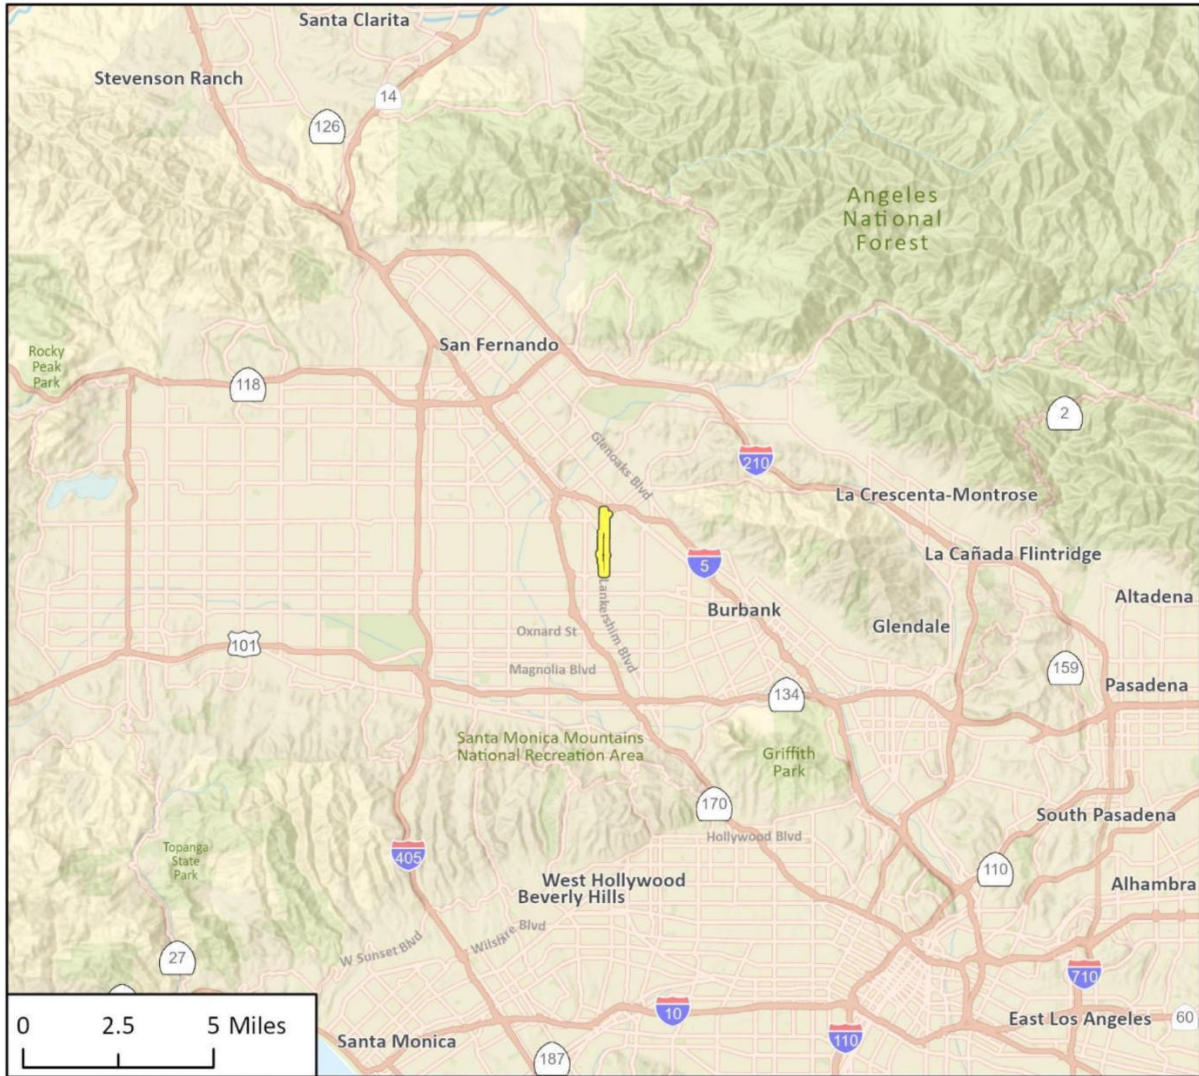 Santa Clarita
Stevenson Ranch
14
126
Angeles
National
Forest
San Fernando
Rocky
Peak
Park
118
2
Glenoaks Blvd
210
La Crescenta-Montrose
La Cañada Flintridge
5
Altadena
Lankershim Blvd
Burbank
Glendale
Oxnard St
101
Magnolia Blvd
159
Pasadena
134
Santa Monica Mountains
National Recreation Area
Griffith
Park
170
South Pasadena
Hollywood Blvd
Topanga
State
Park
405
110
West Hollywood
Beverly Hills
Alhambra
Wilshire Blvd
W Sunset Blvd
27
710
10
60
East Los Angeles
0 2.5 5 Miles
Santa Monica
110
187